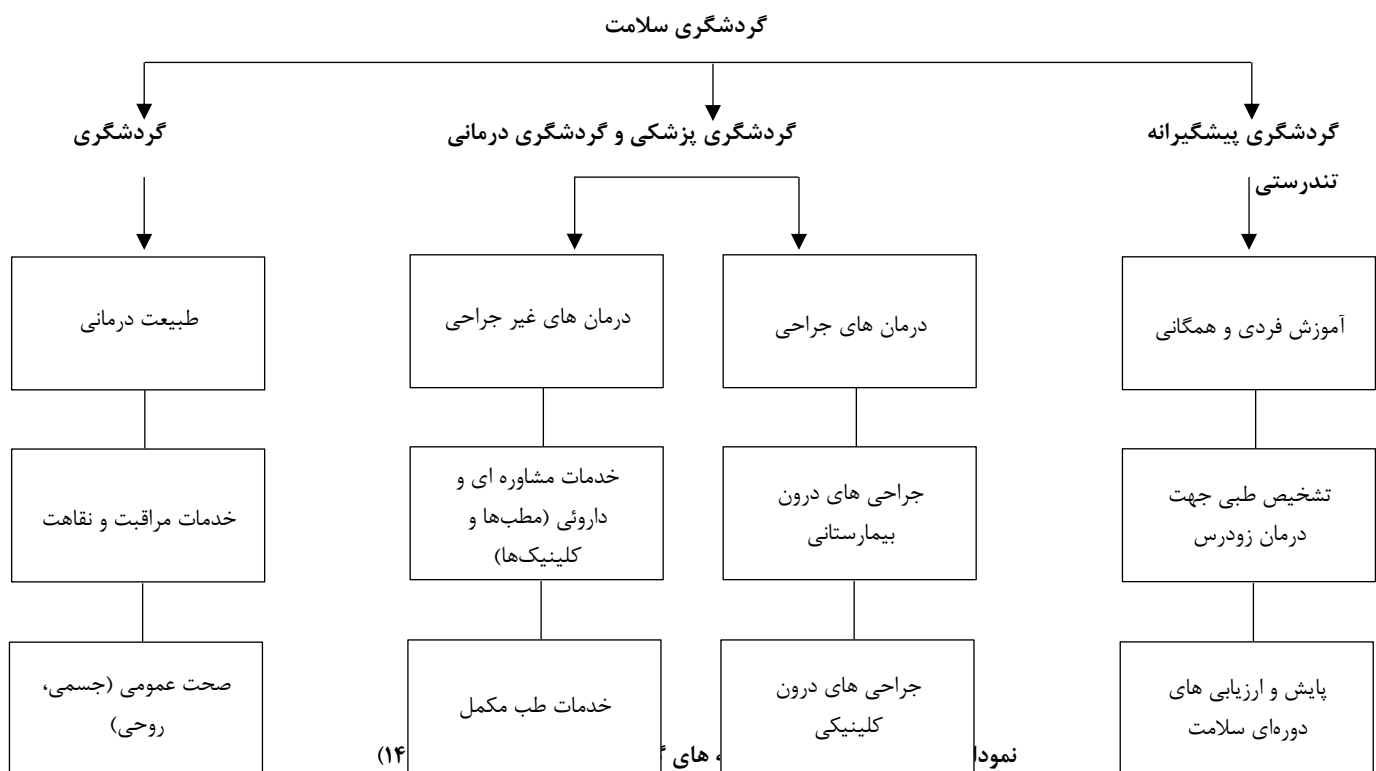 گردشگری سلامت
گردشگری پیشگیرانه گردشگری پزشکی و گردشگری درمانی گردشگری
تندرستی
آموزش فردی و همگانی
درمان های جراحی
درمان های غیر جراحی
طبیعت درمانی
تشخیص طبی جهت
درمان زودرس
جراحی های درون
بیمارستانی
خدمات مشاوره ای و
داروئی (مطب‌ها و
کلینیک‌ها)
خدمات مراقبت و نقاهت
پایش و ارزیابی های
دوره‌ای سلامت
جراحی های درون
کلینیکی
خدمات طب مکمل
صحت عمومی (جسمی،
روحی)
های